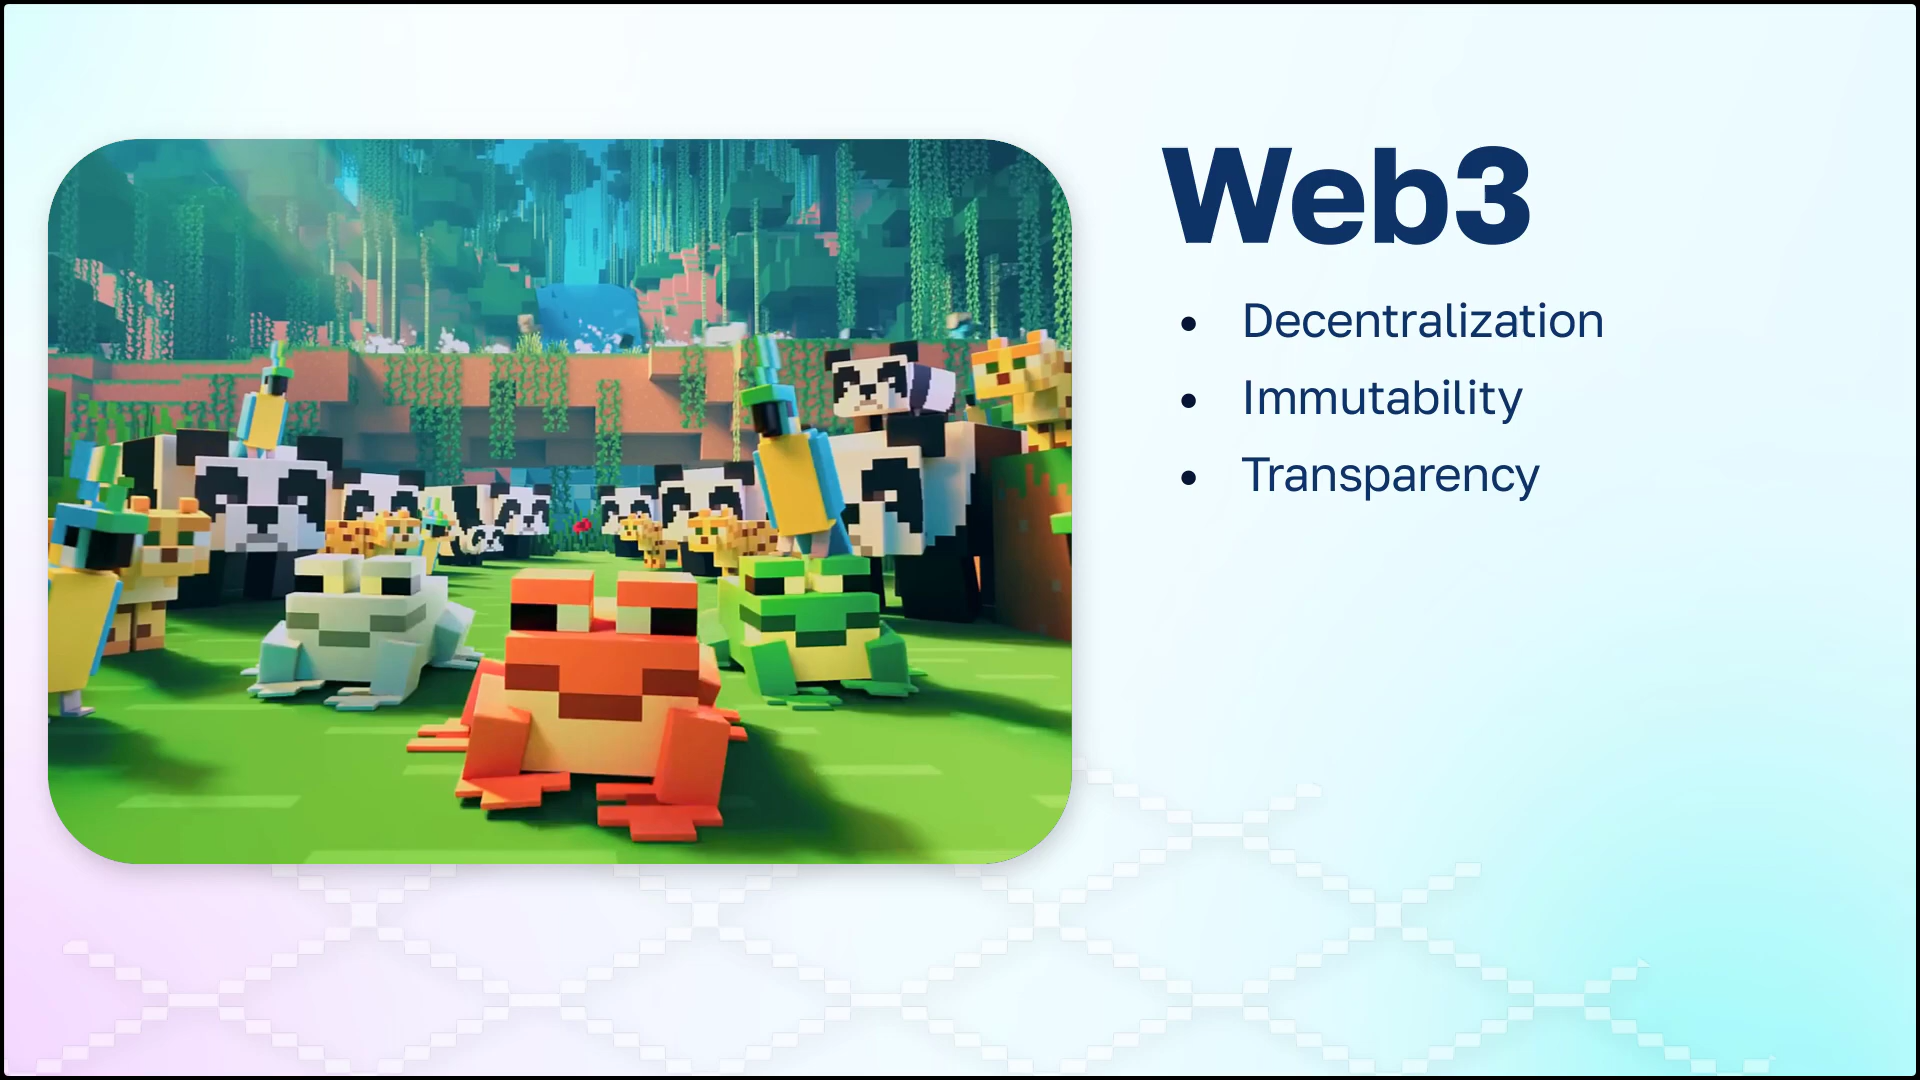 Web3
• Decentralization
• Immutability
• Transparency